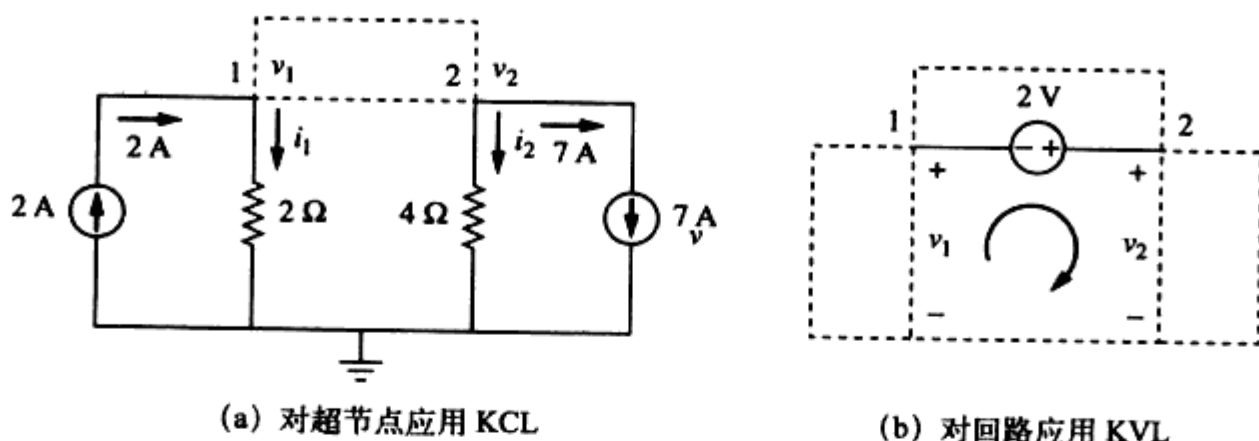 1 v₁ 2 v₂
2 A i₁ i₂ 7 A
2 A 2 Ω 4 Ω 7 A
v
(a) 对超节点应用 KCL
2 V
1 2
+ - + +
v₁ v₂
- -
(b) 对回路应用 KVL